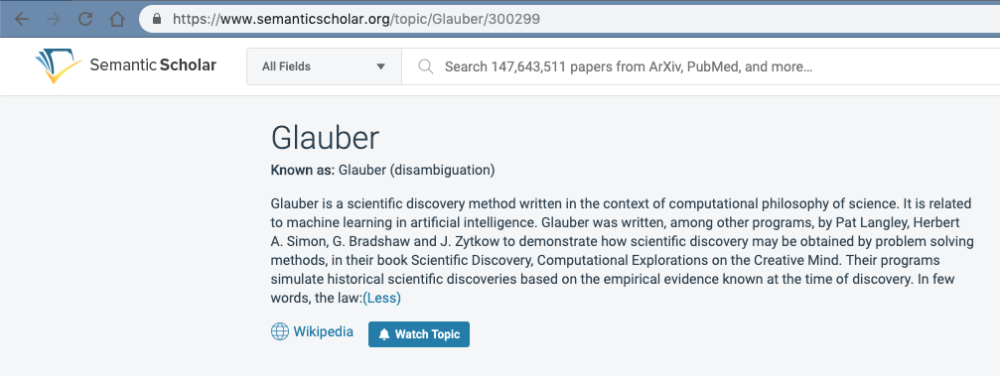 https://www.semanticscholar.org/topic/Glauber/300299
Semantic Scholar
All Fields
Search 147,643,511 papers from ArXiv, PubMed, and more...
Glauber
Known as: Glauber (disambiguation)
Glauber is a scientific discovery method written in the context of computational philosophy of science. It is related
to machine learning in artificial intelligence. Glauber was written, among other programs, by Pat Langley, Herbert
A. Simon, G. Bradshaw and J. Zytkow to demonstrate how scientific discovery may be obtained by problem solving
methods, in their book Scientific Discovery, Computational Explorations on the Creative Mind. Their programs
simulate historical scientific discoveries based on the empirical evidence known at the time of discovery. In few
words, the law:(Less)
Wikipedia
Watch Topic